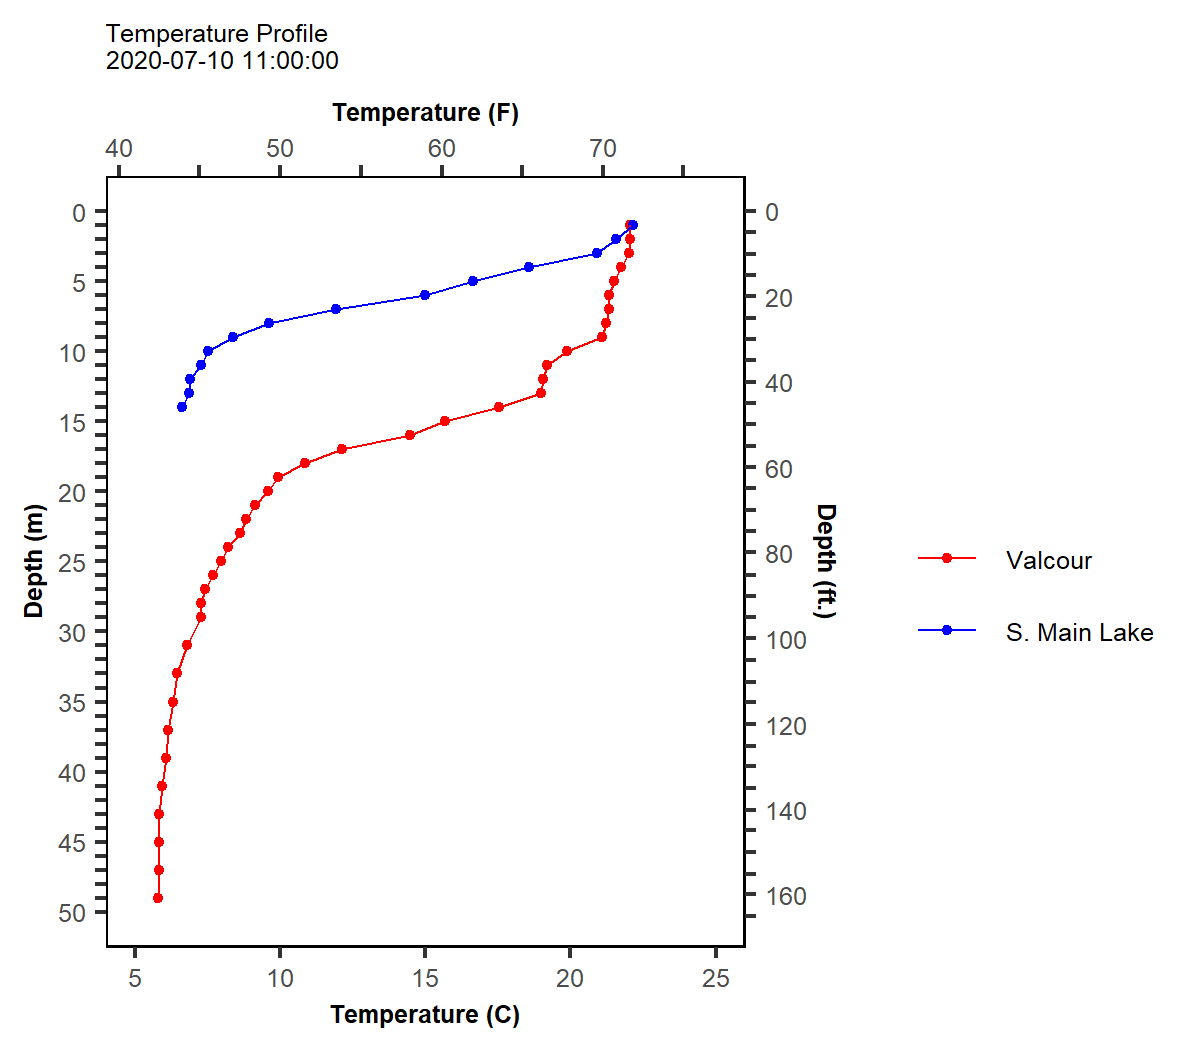 Temperature Profile
2020-07-10 11:00:00
Temperature (F)
40 50 60 70
0
5
10
15
20
25
30
35
40
45
50
Depth (m)
0
20
40
60
80
100
120
140
160
Depth (ft.)
Valcour
S. Main Lake
5 10 15 20 25
Temperature (C)